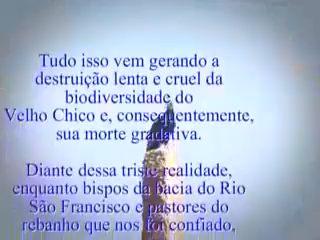 Tudo isso vem gerando a
destruição lenta e cruel da
biodiversidade do
Velho Chico e, consequentemente,
sua morte gradativa.
Diante dessa triste realidade,
enquanto bispos da bacia do Rio
São Francisco e pastores do
rebanho que nos foi confiado,